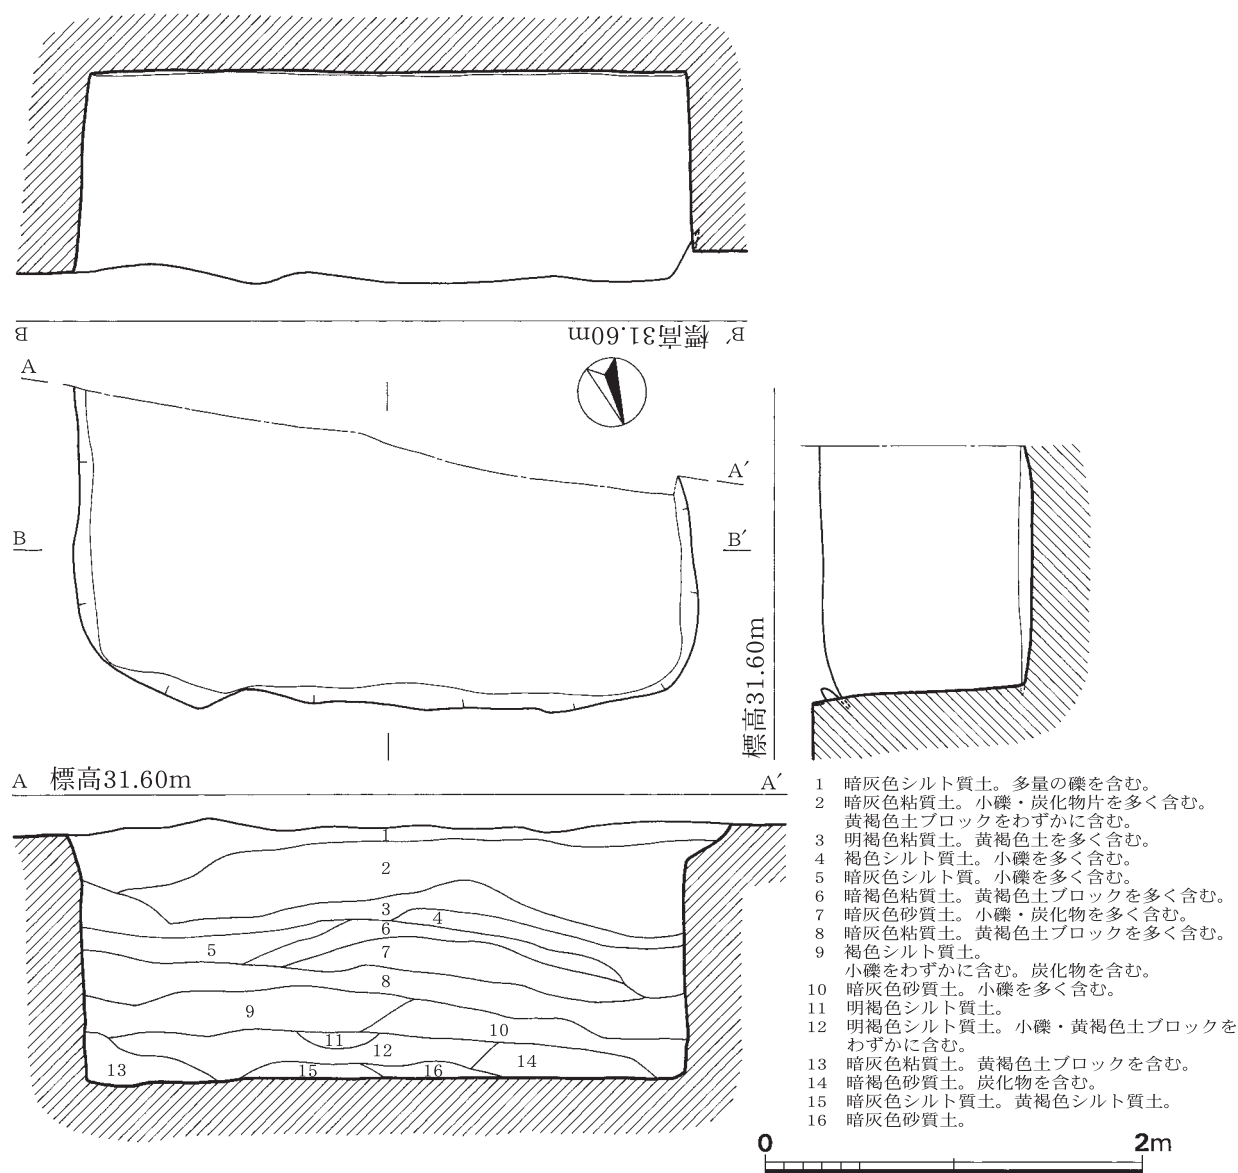 B 標高31.60m B′
A
A′
B B′
標高31.60m
A 標高31.60m A′
1
2
3
4
5
6
7
8
9
10
11
12
13
14
15
16
1 暗灰色シルト質土。多量の礫を含む。
2 暗灰色粘質土。小礫・炭化物片を多く含む。
黄褐色土ブロックをわずかに含む。
3 明褐色粘質土。黄褐色土を多く含む。
4 褐色シルト質土。小礫を多く含む。
5 暗灰色シルト質。小礫を多く含む。
6 暗褐色粘質土。黄褐色土ブロックを多く含む。
7 暗灰色砂質土。小礫・炭化物を多く含む。
8 暗灰色粘質土。黄褐色土ブロックを多く含む。
9 褐色シルト質土。
小礫をわずかに含む。炭化物を含む。
10 暗灰色砂質土。小礫を多く含む。
11 明褐色シルト質土。
12 明褐色シルト質土。小礫・黄褐色土ブロックを
わずかに含む。
13 暗灰色粘質土。黄褐色土ブロックを含む。
14 暗褐色砂質土。炭化物を含む。
15 暗灰色シルト質土。黄褐色シルト質土。
16 暗灰色砂質土。
0 2m